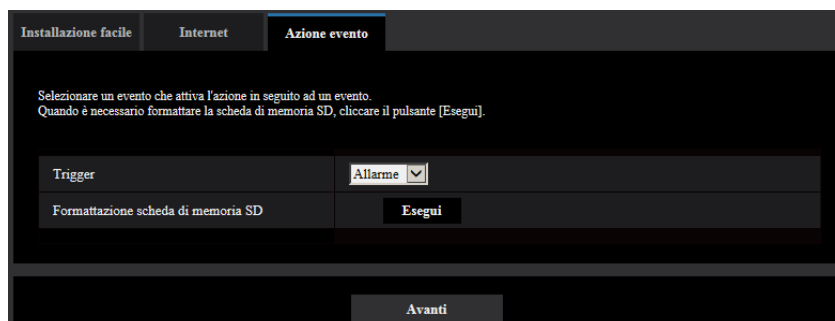 Installazione facile Internet Azione evento
Selezionare un evento che attiva l'azione in seguito ad un evento.
Quando è necessario formattare la scheda di memoria SD, cliccare il pulsante [Esegui].
Trigger Allarme
Formattazione scheda di memoria SD Esegui
Avanti